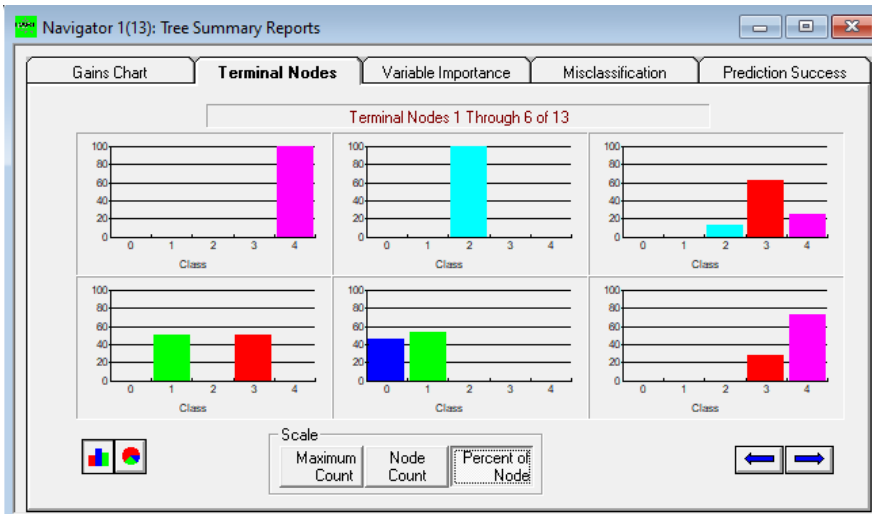 Navigator 1(13): Tree Summary Reports
Gains Chart Terminal Nodes Variable Importance Misclassification Prediction Success
Terminal Nodes 1 Through 6 of 13
100 100 100
80 80 80
60 60 60
40 40 40
20 20 20
0 0 0
0 1 2 3 4 0 1 2 3 4 0 1 2 3 4
Class Class Class
100 100 100
80 80 80
60 60 60
40 40 40
20 20 20
0 0 0
0 1 2 3 4 0 1 2 3 4 0 1 2 3 4
Class Class Class
Scale
Maximum Node Percent of
Count Count Node